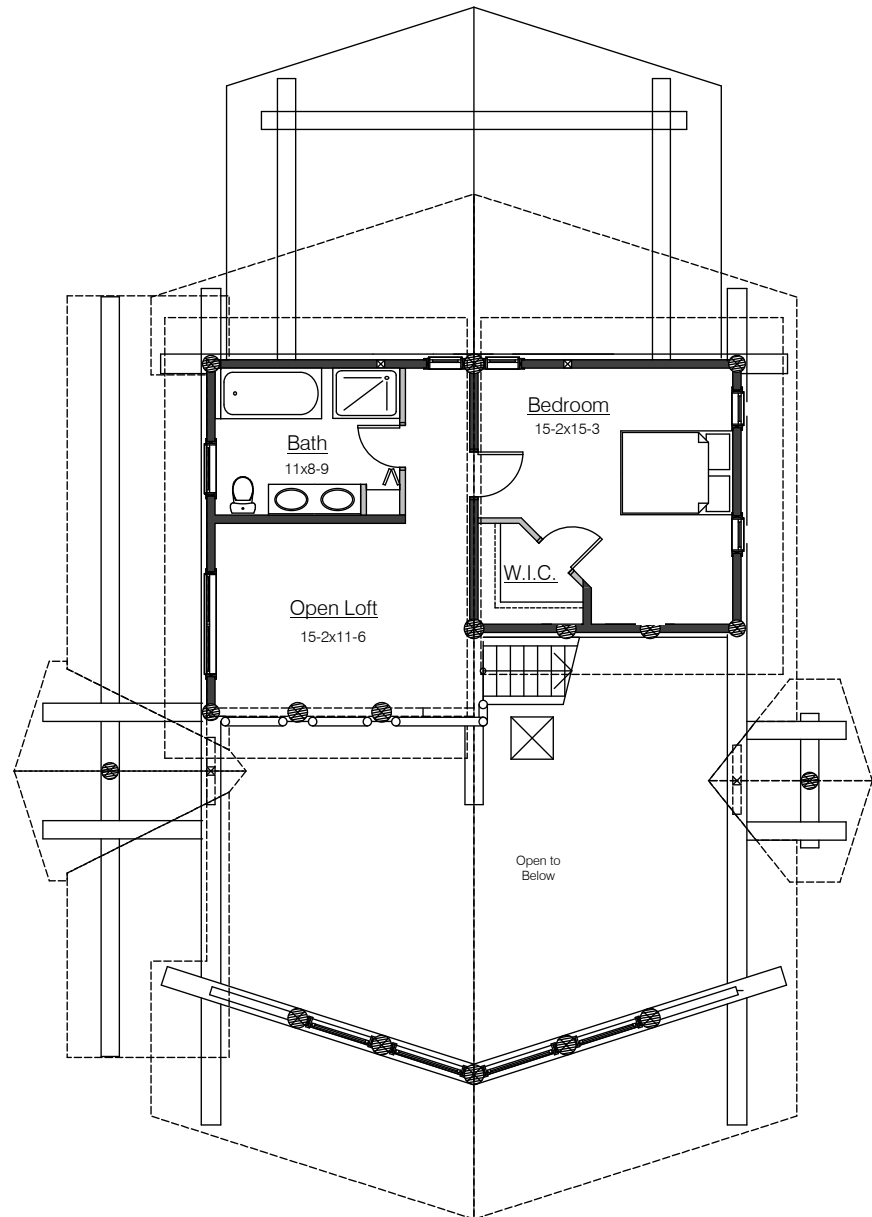 Bedroom
15-2x15-3
Bath
11x8-9
W.I.C.
Open Loft
15-2x11-6
Open to
Below